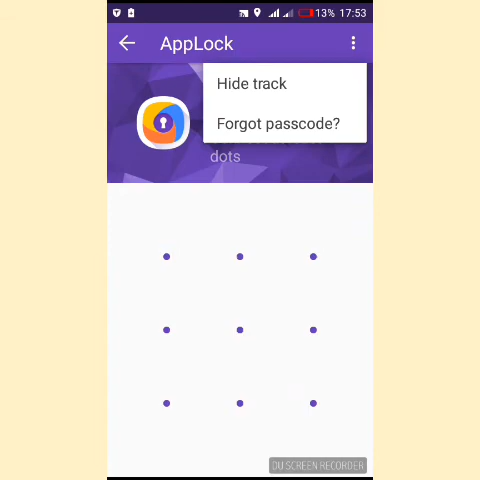 13% 17:53
AppLock
Hide track
Forgot passcode?
dots
DU SCREEN RECORDER